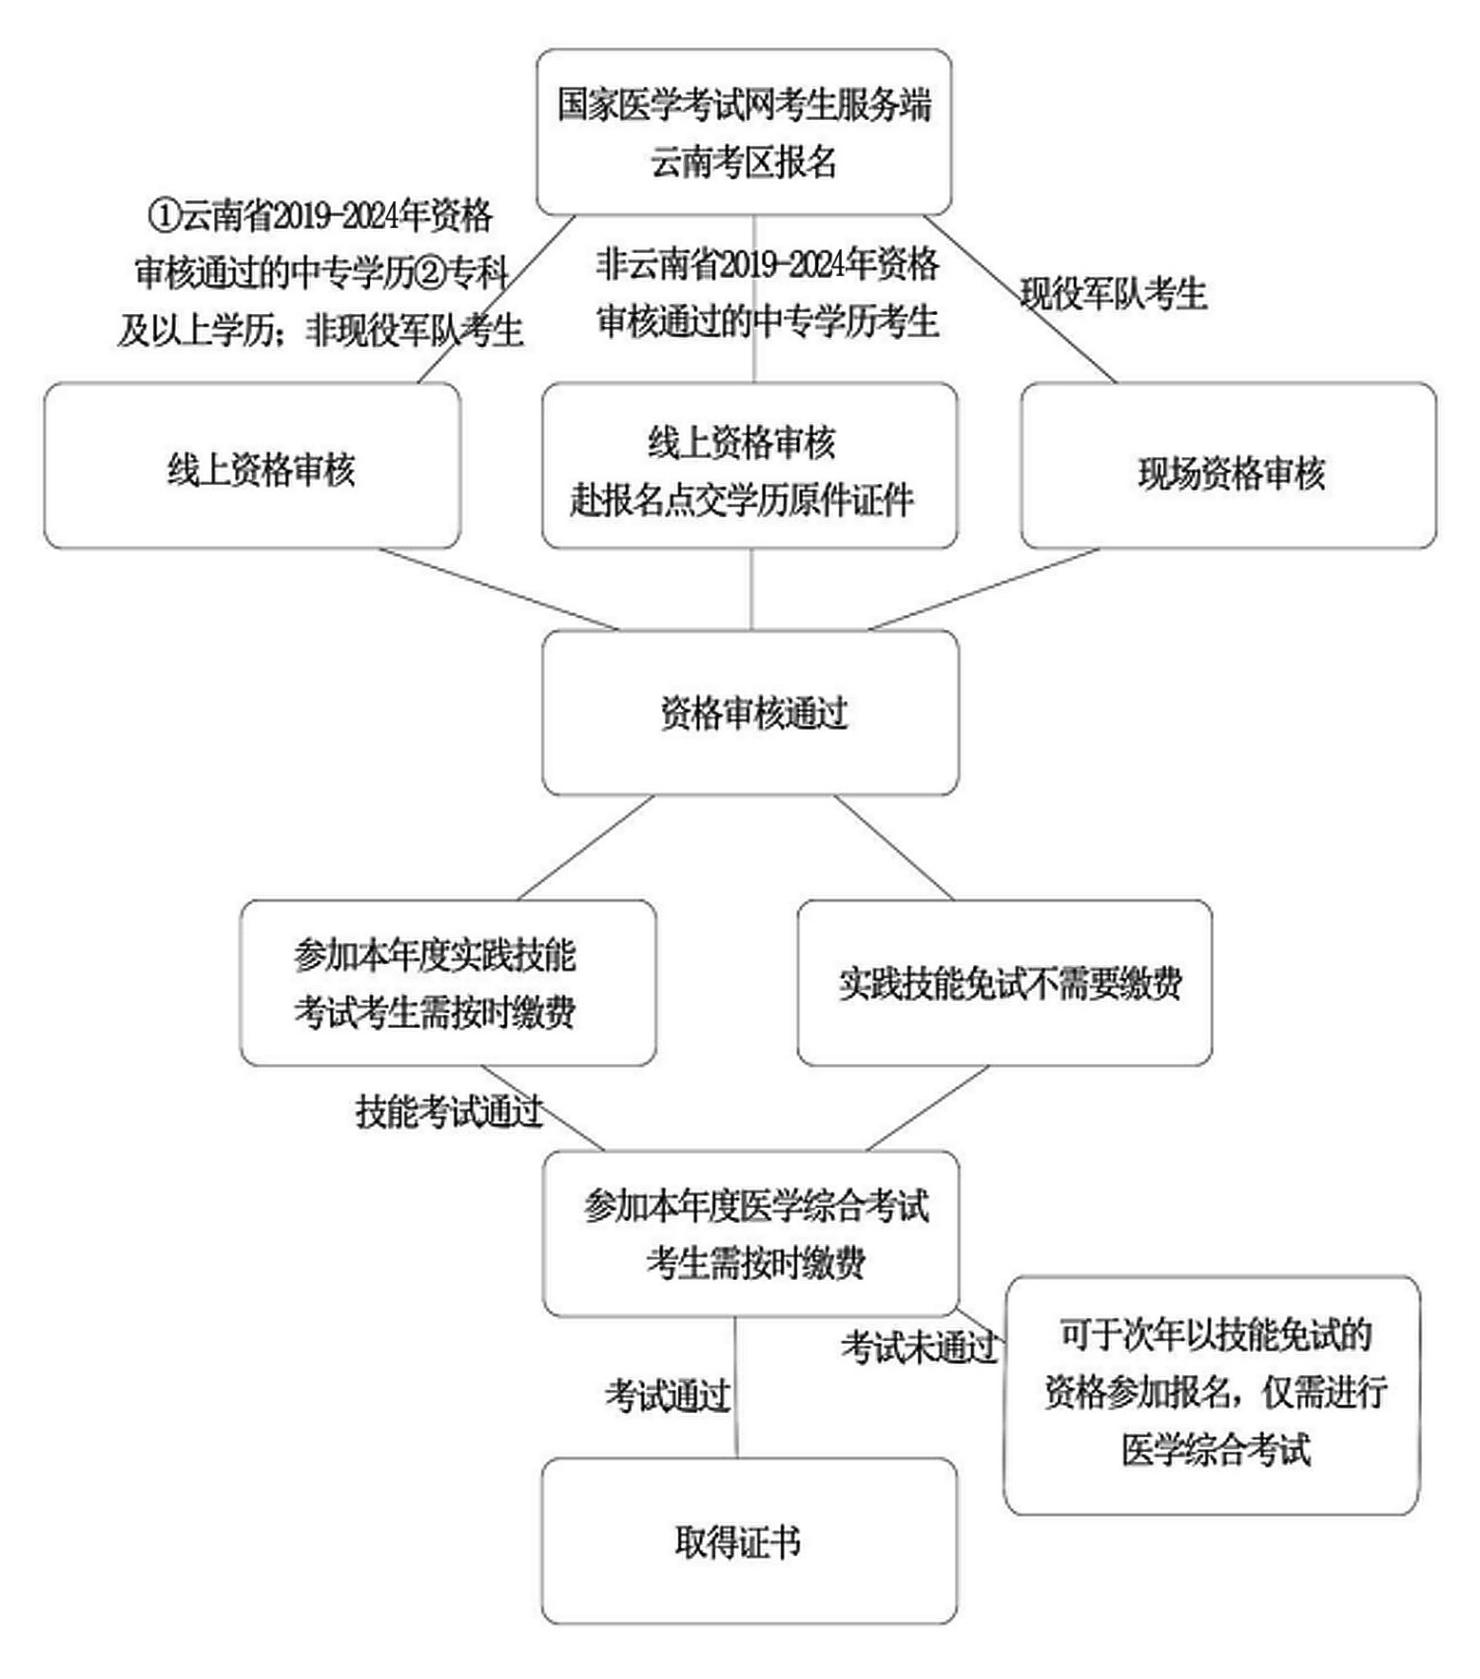 国家医学考试网考生服务端
云南考区报名
①云南省2019-2024年资格
审核通过的中专学历②专科
及以上学历；非现役军队考生
非云南省2019-2024年资格
审核通过的中专学历考生
现役军队考生
线上资格审核
线上资格审核
赴报名点交学历原件证件
现场资格审核
资格审核通过
参加本年度实践技能
考试考生需按时缴费
实践技能免试不需要缴费
技能考试通过
参加本年度医学综合考试
考生需按时缴费
考试未通过
可于次年以技能免试的
资格参加报名，仅需进行
医学综合考试
考试通过
取得证书